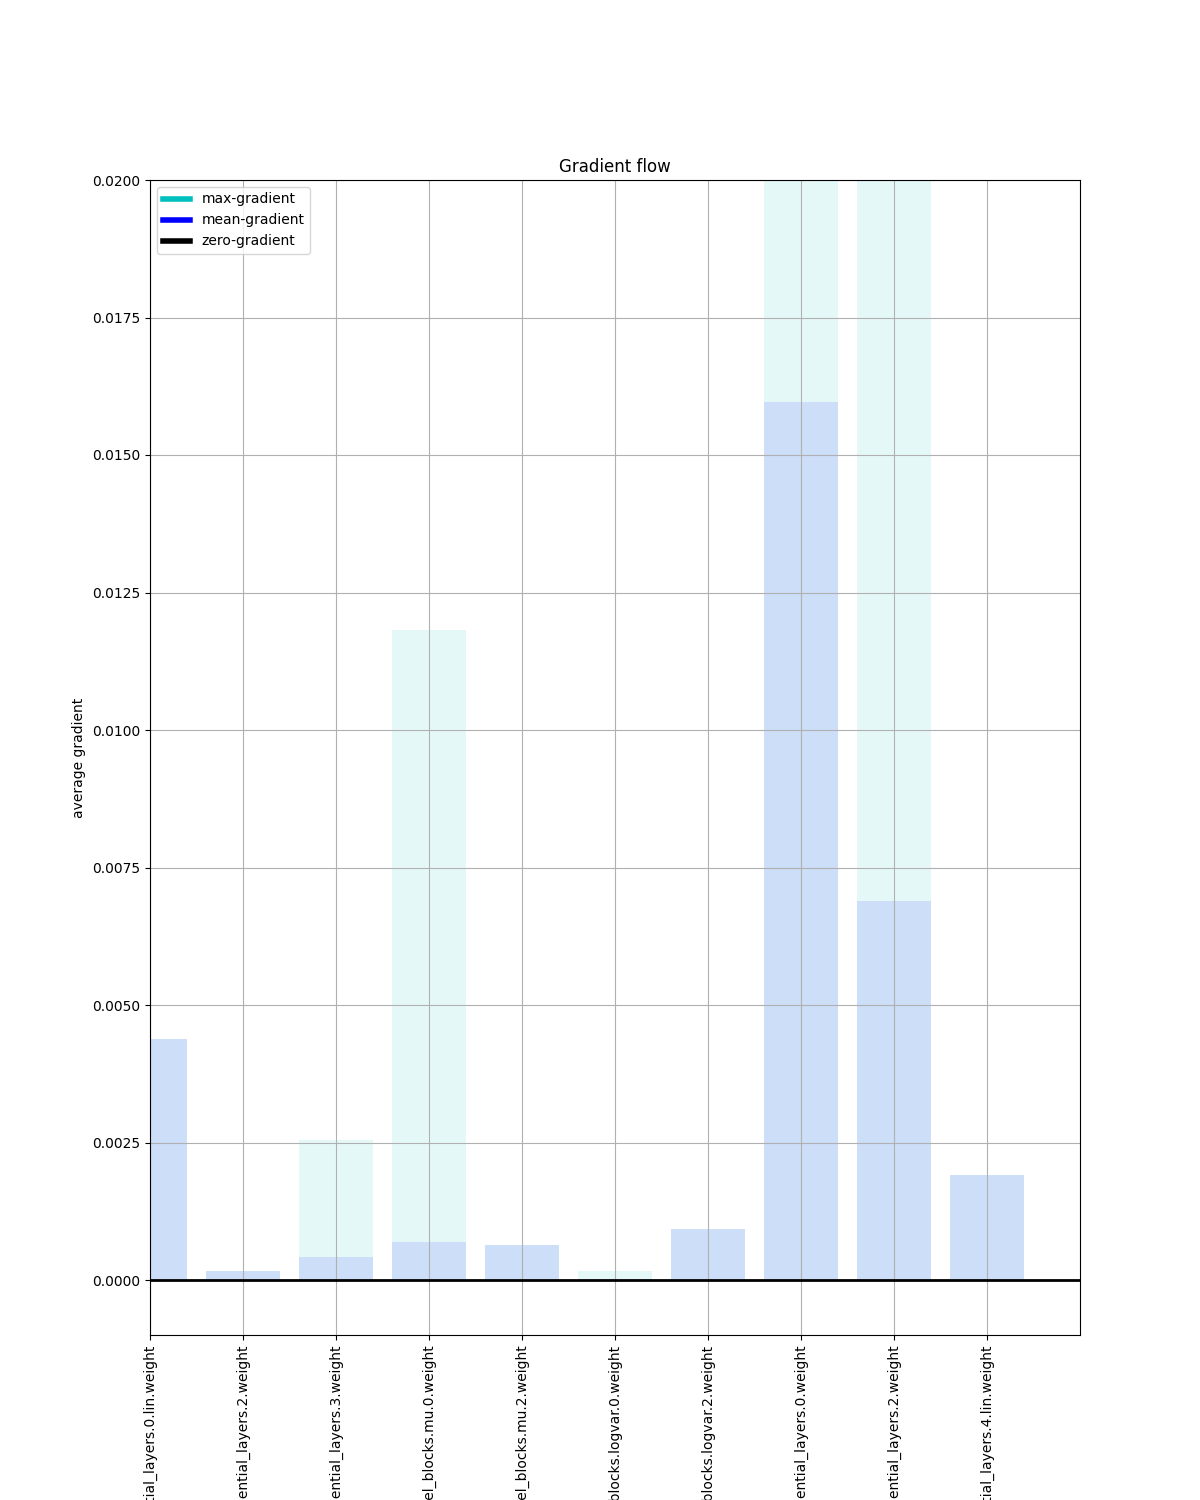 Gradient flow
max-gradient
mean-gradient
zero-gradient
0.0200
0.0175
0.0150
0.0125
0.0100
0.0075
0.0050
0.0025
0.0000
average gradient
tial_layers.0.lin.weight
ential_layers.2.weight
ential_layers.3.weight
el_blocks.mu.0.weight
el_blocks.mu.2.weight
blocks.logvar.0.weight
blocks.logvar.2.weight
ential_layers.0.weight
ential_layers.2.weight
tial_layers.4.lin.weight